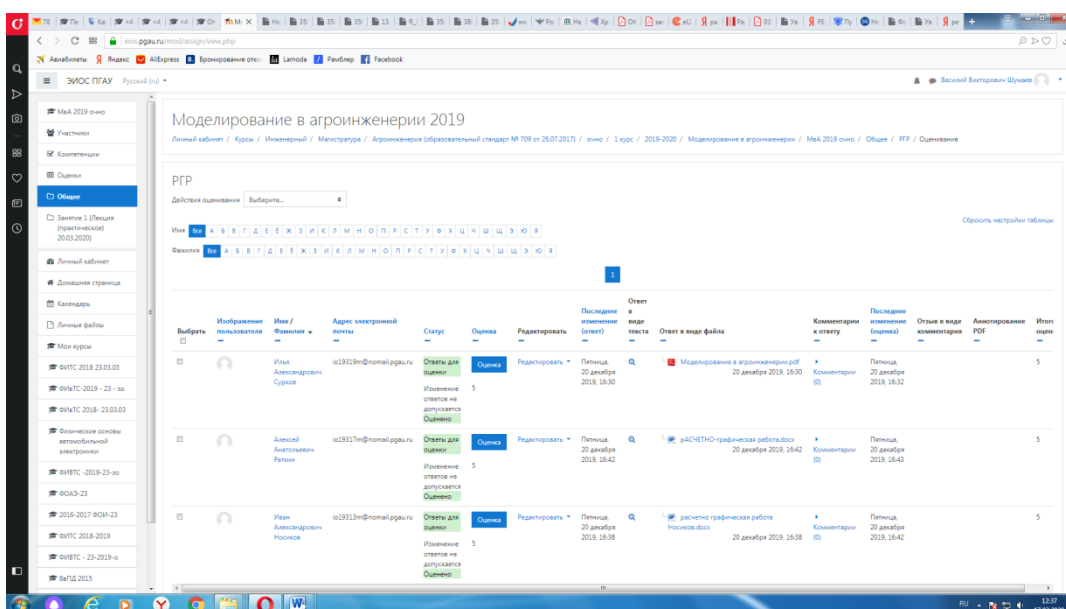 eios.pgau.ru/mod/assign/view.php
Авиабилеты Яндекс AliExpress Бронирование отел Lamoda Рамблер Facebook
ЭИОС ПГАУ Русский (ru)
Василий Викторович Шумаев
МеА 2019 очно
Участники
Компетенции
Оценки
Общее
Занятие 1 (Лекция
(практическое)
20.03.2020)
Личный кабинет
Домашняя страница
Календарь
Личные файлы
Мои курсы
ФИТС 2018 23.03.03
ФИвТС-2019 - 23 - зо
ФИеТС 2018- 23.03.03
Физические основы
автомобильной
электроники
ФИВТС -2019-23-зо
ФОАЭ-23
2016-2017 ФОИ-23
ФИТС 2018-2019
ФИВТС - 23-2019-о
ВеПД 2015
Моделирование в агроинженерии 2019
Личный кабинет / Курсы / Инженерный / Магистратура / Агроинженерия (образовательный стандарт № 709 от 26.07.2017) / очно / 1 курс / 2019-2020 / Моделирование в агроинженерии / МеА 2019 очно / Общее / РГР / Оценивание
РГР
Действия оценивания Выберите...
Сбросить настройки таблицы
Имя Все А Б В Г Д Е Ё Ж З И К Л М Н О П Р С Т У Ф Х Ц Ч Ш Щ Э Ю Я
Фамилия Все А Б В Г Д Е Ё Ж З И К Л М Н О П Р С Т У Ф Х Ц Ч Ш Щ Э Ю Я
1
Выбрать
Изображение
пользователя
Имя /
Фамилия
Адрес электронной
почты
Статус
Оценка
Редактировать
Последнее
изменение
(ответ)
Ответ
в
виде
текста
Ответ в виде файла
Комментарии
к ответу
Последнее
изменение
(оценка)
Отзыв в виде
комментария
Аннотирование
PDF
Итого
оцен
Илья
Александрович
Сурков
io19319m@nomail.pgau.ru
Ответы для
оценки
Изменение
ответов не
допускается
Оценено
Оценка
5
Редактировать
Пятница,
20 декабря
2019, 16:30
Моделирование в агроинженерии.pdf
20 декабря 2019, 16:30
Комментарии
(0)
Пятница,
20 декабря
2019, 16:32
5
Алексей
Анатольевич
Репкин
io19317m@nomail.pgau.ru
Ответы для
оценки
Изменение
ответов не
допускается
Оценено
Оценка
5
Редактировать
Пятница,
20 декабря
2019, 16:42
рАСЧЕТНО-графическая работа.docx
20 декабря 2019, 16:42
Комментарии
(0)
Пятница,
20 декабря
2019, 16:43
5
Иван
Александрович
Носиков
io19313m@nomail.pgau.ru
Ответы для
оценки
Изменение
ответов не
допускается
Оценено
Оценка
5
Редактировать
Пятница,
20 декабря
2019, 16:38
расчетно графическая работа
Носиков.docx
20 декабря 2019, 16:38
Комментарии
(0)
Пятница,
20 декабря
2019, 16:42
5
RU
12:37